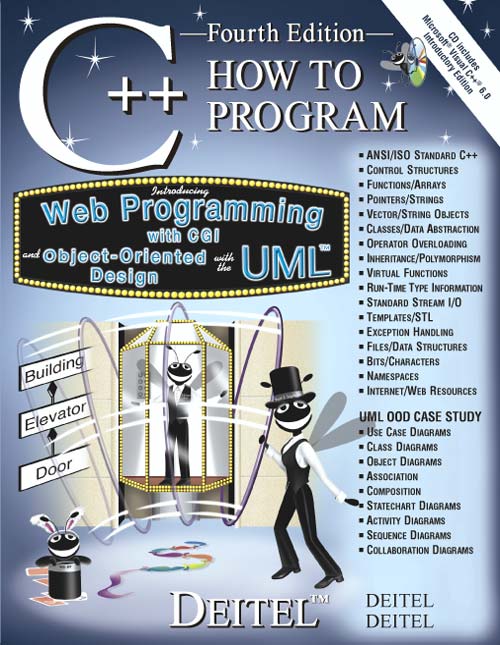 Fourth Edition
C++
HOW TO
PROGRAM
CD includes
Microsoft® Visual C++® 6.0
Introductory Edition
Introducing
Web Programming
with CGI
and Object-Oriented
Design
with
the
UML™
▪ ANSI/ISO STANDARD C++
▪ CONTROL STRUCTURES
▪ FUNCTIONS/ARRAYS
▪ POINTERS/STRINGS
▪ VECTOR/STRING OBJECTS
▪ CLASSES/DATA ABSTRACTION
▪ OPERATOR OVERLOADING
▪ INHERITANCE/POLYMORPHISM
▪ VIRTUAL FUNCTIONS
▪ RUN-TIME TYPE INFORMATION
▪ STANDARD STREAM I/O
▪ TEMPLATES/STL
▪ EXCEPTION HANDLING
▪ FILES/DATA STRUCTURES
▪ BITS/CHARACTERS
▪ NAMESPACES
▪ INTERNET/WEB RESOURCES
UML OOD CASE STUDY
▪ USE CASE DIAGRAMS
▪ CLASS DIAGRAMS
▪ OBJECT DIAGRAMS
▪ ASSOCIATION
▪ COMPOSITION
▪ STATECHART DIAGRAMS
▪ ACTIVITY DIAGRAMS
▪ SEQUENCE DIAGRAMS
▪ COLLABORATION DIAGRAMS
Building
Elevator
Door
DEITEL™
DEITEL
DEITEL